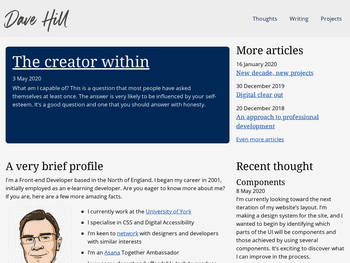 Dave Hill
Thoughts Writing Projects
The creator within
3 May 2020
What am I capable of? This is a question that most people have asked
themselves at least once. The answer is very likely to be influenced by your self-
esteem. It's a good question and one that you should answer with honesty.
More articles
16 January 2020
New decade, new projects
30 December 2019
Digital clear out
20 December 2018
An approach to professional
development
Even more articles
A very brief profile
I'm a Front-end Developer based in the North of England. I began my career in 2001,
initially employed as an e-learning developer. Are you eager to know more about me?
If you are, here are a few more amazing facts.
I currently work at the University of York
I specialise in CSS and Digital Accessibility
I'm keen to network with designers and developers
with similar interests
I'm an Asana Together Ambassador
Recent thought
Components
8 May 2020
I'm currently looking toward the next
iteration of my website's layout. I'm
making a design system for the site, and I
wanted to begin by identifying which
parts of the UI will be components and
those achieved by using several
components. It's exciting to discover what
I can improve in the process.